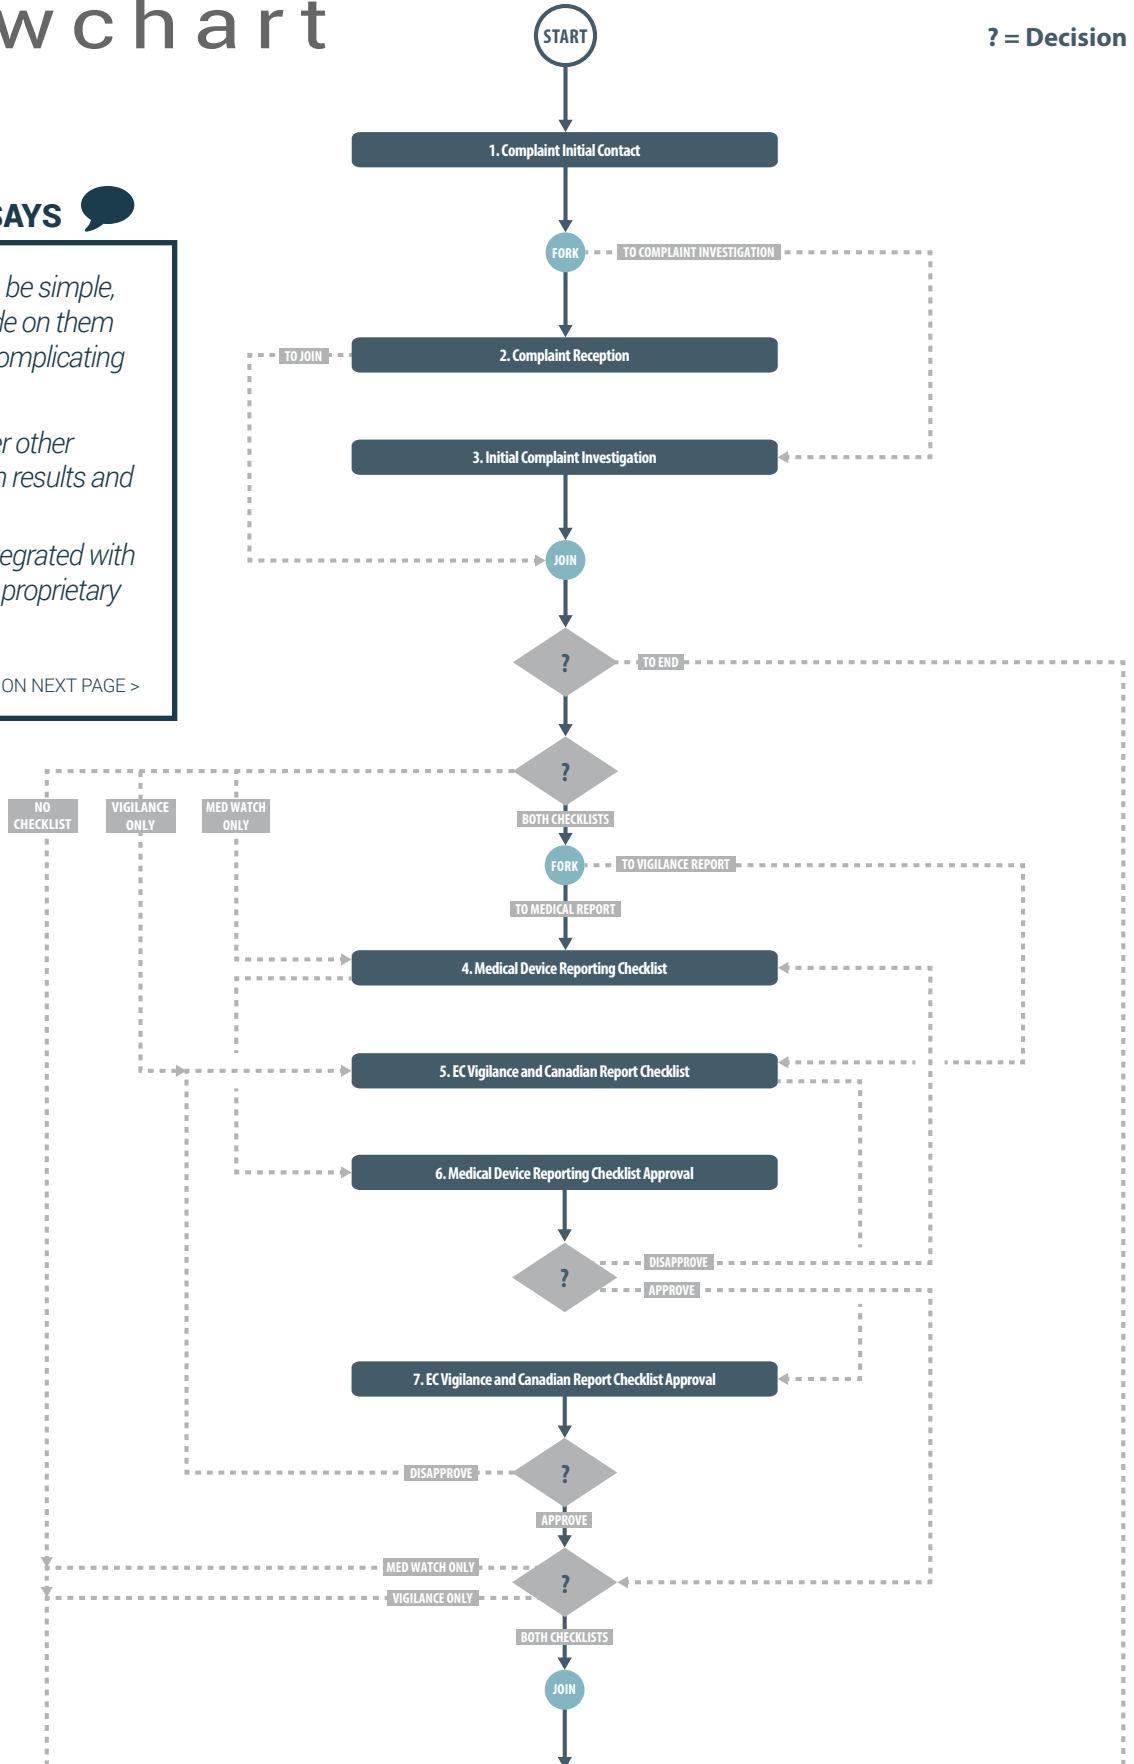 wchart
START
? = Decision
1. Complaint Initial Contact
SAYS
FORK
TO COMPLAINT INVESTIGATION
be simple,
de on them
omplicating
er other
n results and
tegrated with
proprietary
ON NEXT PAGE >
TO JOIN
2. Complaint Reception
3. Initial Complaint Investigation
JOIN
?
TO END
?
NO
CHECKLIST
VIGILANCE
ONLY
MED WATCH
ONLY
BOTH CHECKLISTS
FORK
TO VIGILANCE REPORT
TO MEDICAL REPORT
4. Medical Device Reporting Checklist
5. EC Vigilance and Canadian Report Checklist
6. Medical Device Reporting Checklist Approval
?
DISAPPROVE
APPROVE
7. EC Vigilance and Canadian Report Checklist Approval
DISAPPROVE
?
APPROVE
MED WATCH ONLY
?
VIGILANCE ONLY
BOTH CHECKLISTS
JOIN